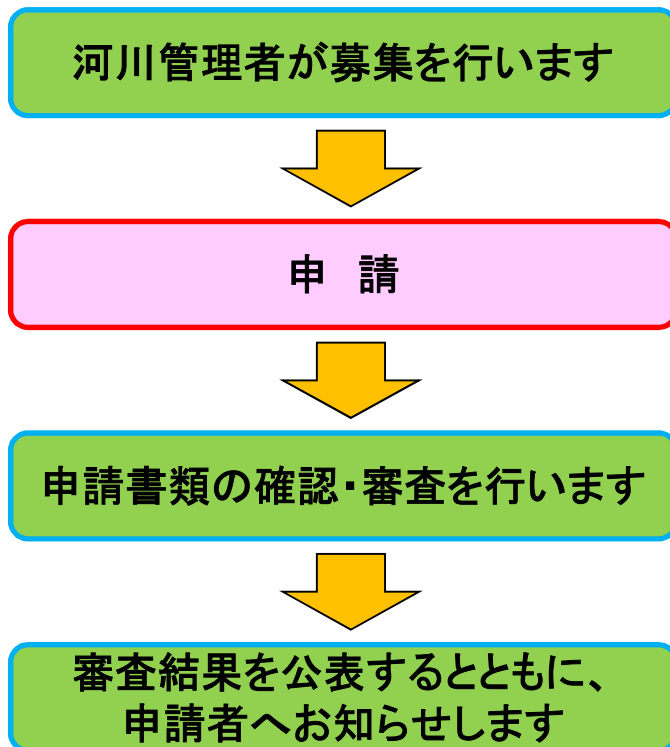 河川管理者が募集を行います
申　請
申請書類の確認・審査を行います
審査結果を公表するとともに、
申請者へお知らせします